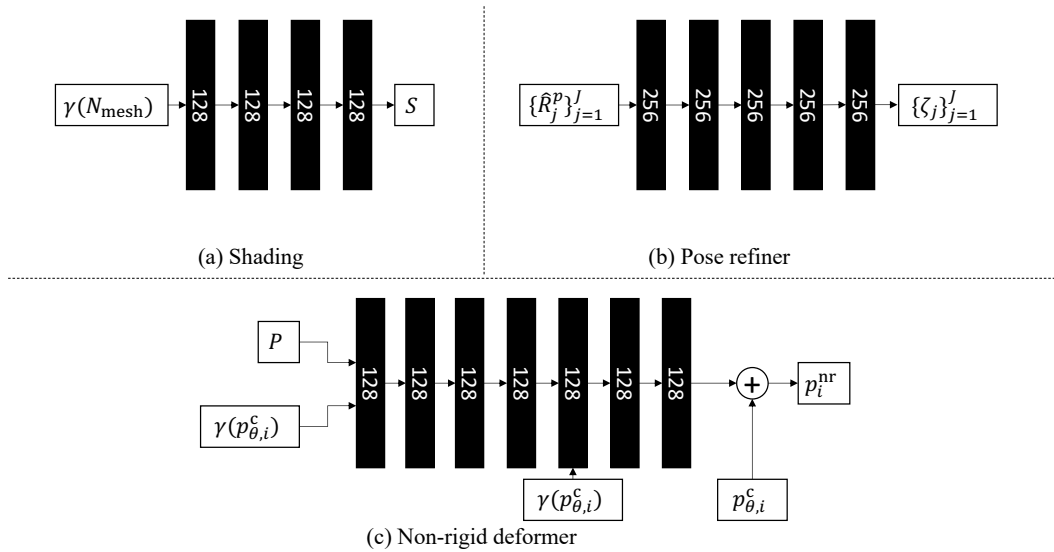 γ(N_mesh)
128
128
128
128
S
(a) Shading
{R̂_j^p}_{j=1}^J
256
256
256
256
256
{ζ_j}_{j=1}^J
(b) Pose refiner
P
γ(p_{θ,i}^c)
128
128
128
128
128
128
128
γ(p_{θ,i}^c)
+
p_i^nr
p_{θ,i}^c
(c) Non-rigid deformer